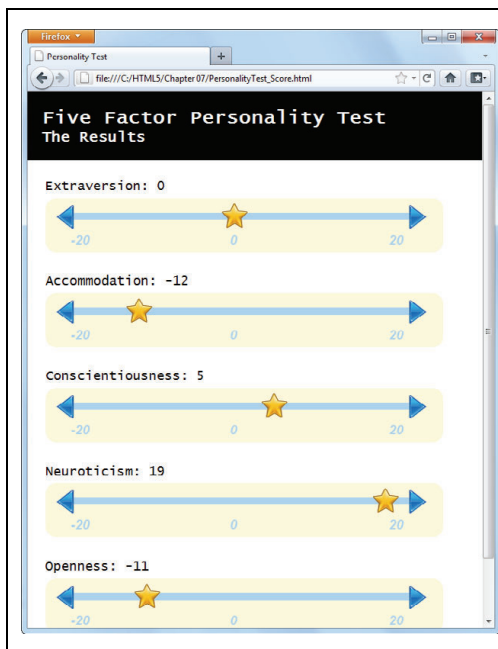 Firefox
Personality Test
file:///C:/HTML5/Chapter07/PersonalityTest_Score.html
Five Factor Personality Test
The Results
Extraversion: 0
-20 0 20
Accommodation: -12
-20 0 20
Conscientiousness: 5
-20 0 20
Neuroticism: 19
-20 0 20
Openness: -11
-20 0 20